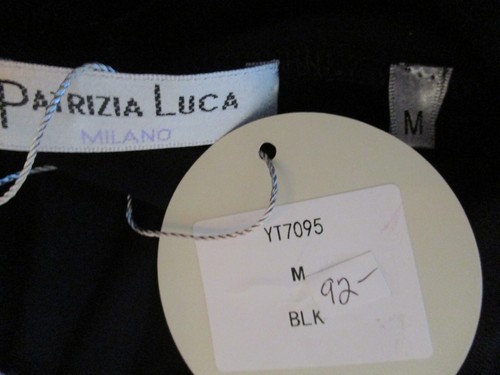 PATRIZIA LUCA
MILANO
M
YT7095
M
92-
BLK